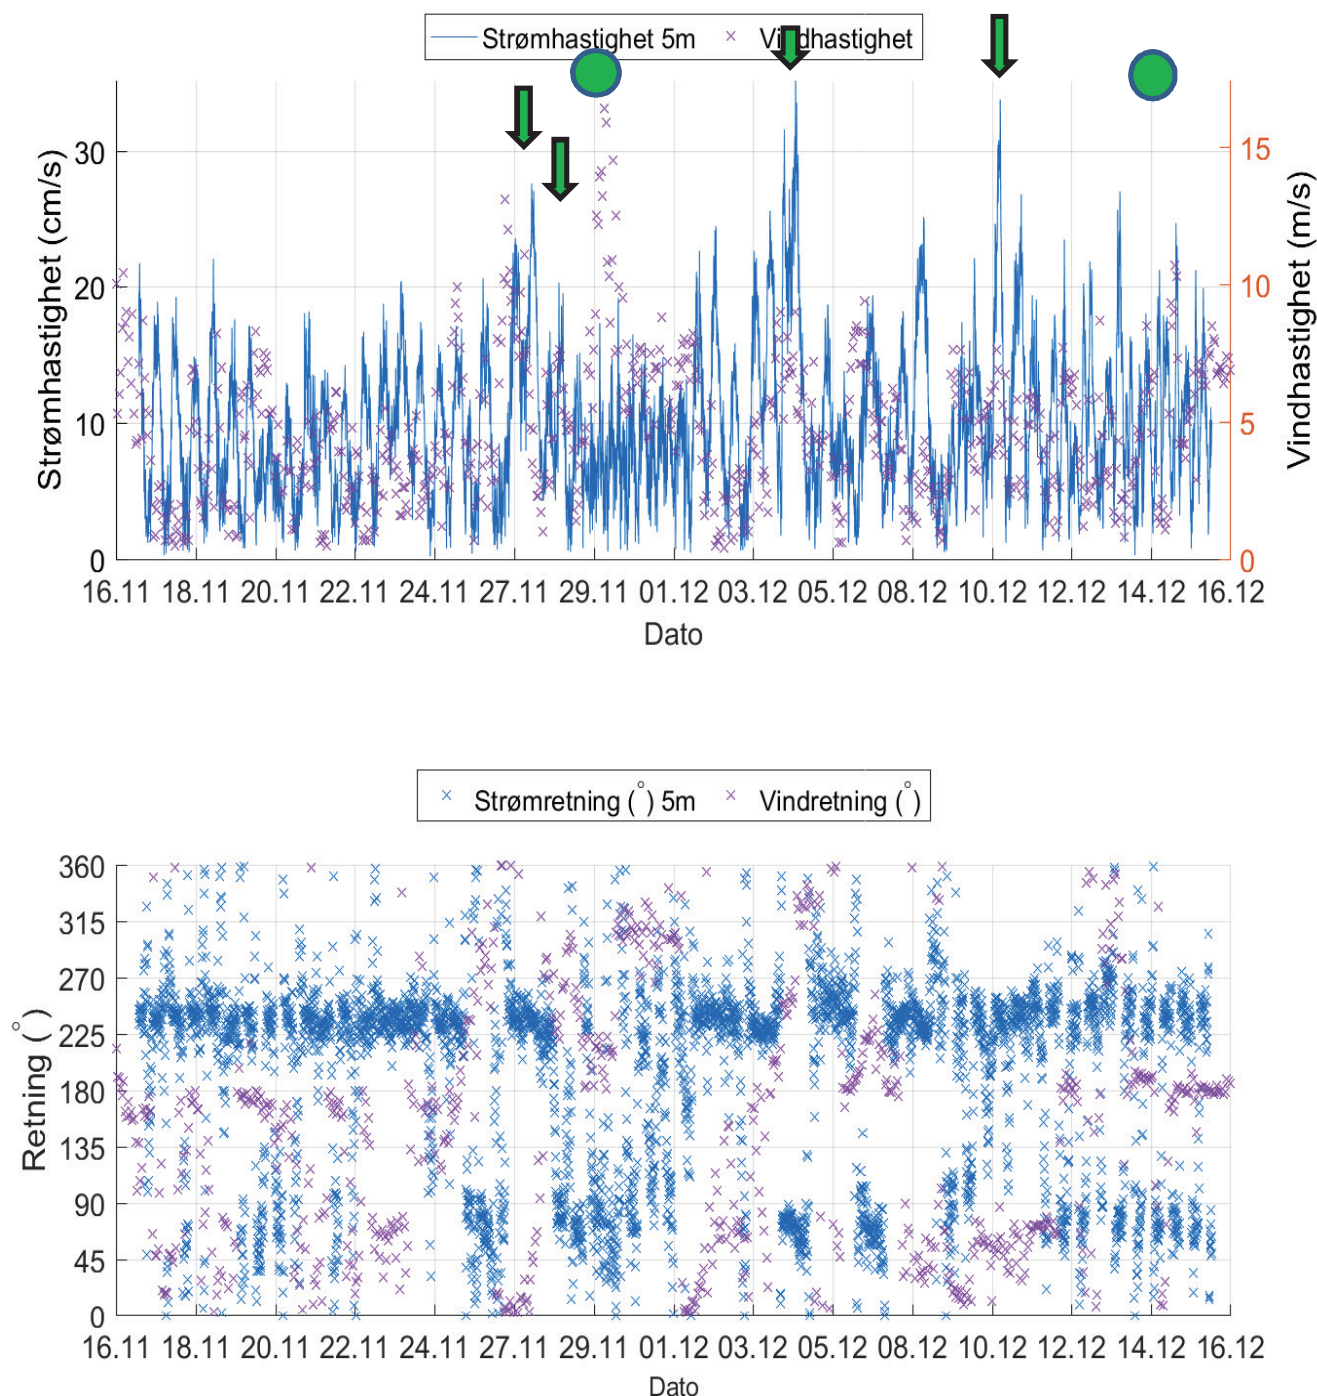 Strømhastighet 5m Vindhastighet
Strømhastighet (cm/s)
30
20
10
0
Vindhastighet (m/s)
15
10
5
0
16.11 18.11 20.11 22.11 24.11 27.11 29.11 01.12 03.12 05.12 08.12 10.12 12.12 14.12 16.12
Dato
Strømretning (°) 5m Vindretning (°)
Retning (°)
360
315
270
225
180
135
90
45
0
16.11 18.11 20.11 22.11 24.11 27.11 29.11 01.12 03.12 05.12 08.12 10.12 12.12 14.12 16.12
Dato